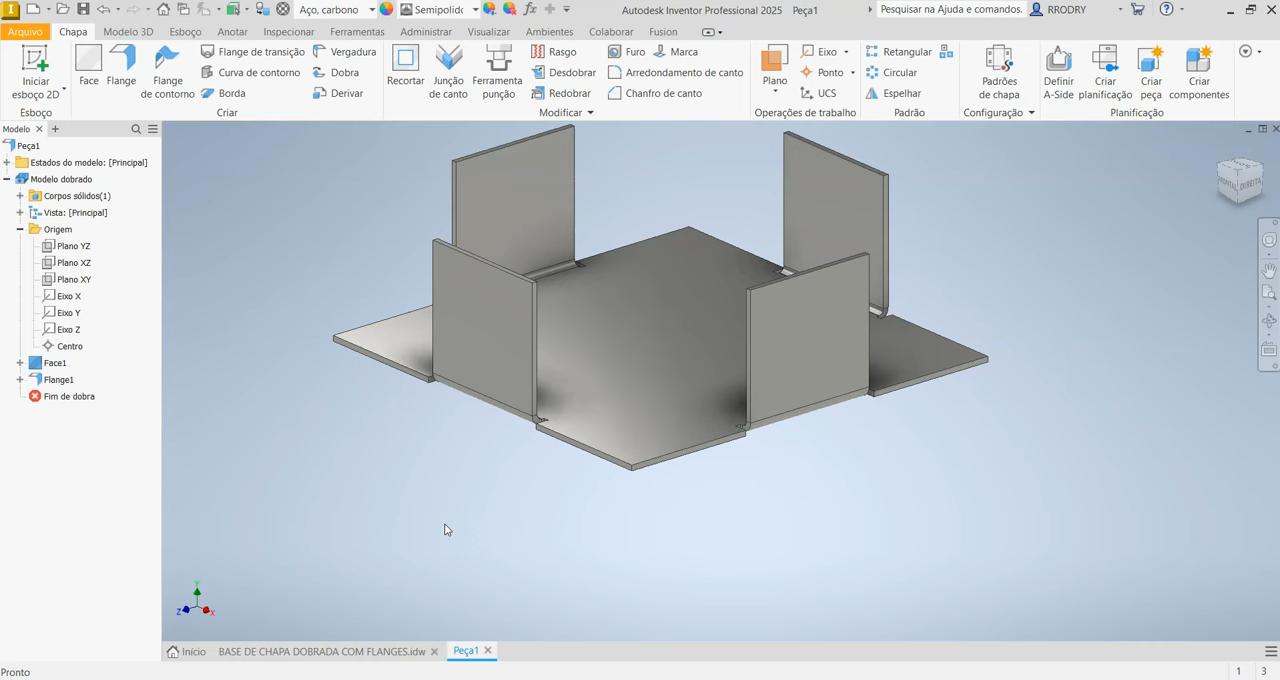 Aço, carbono
Semipolido
Autodesk Inventor Professional 2025 Peça1
Pesquisar na Ajuda e comandos.
RRODRY
Arquivo Chapa Modelo 3D Esboço Anotar Inspecionar Ferramentas Administrar Visualizar Ambientes Colaborar Fusion
Iniciar
esboço 2D
Esboço
Face
Flange
Flange
de contorno
Flange de transição
Curva de contorno
Borda
Vergadura
Dobra
Derivar
Criar
Recortar
Junção
de canto
Ferramenta
punção
Rasgo
Desdobrar
Redobrar
Furo
Marca
Arredondamento de canto
Chanfro de canto
Modificar
Plano
Eixo
Ponto
UCS
Operações de trabalho
Retangular
Circular
Espelhar
Padrão
Padrões
de chapa
Configuração
Definir
A-Side
Criar
planificação
Criar
peça
Criar
componentes
Planificação
Modelo
Peça1
Estados do modelo: [Principal]
Modelo dobrado
Corpos sólidos(1)
Vista: [Principal]
Origem
Plano YZ
Plano XZ
Plano XY
Eixo X
Eixo Y
Eixo Z
Centro
Face1
Flange1
Fim de dobra
FRONTAL
DIREITA
Y
Z
X
Início
BASE DE CHAPA DOBRADA COM FLANGES.idw
Peça1
Pronto
1 3